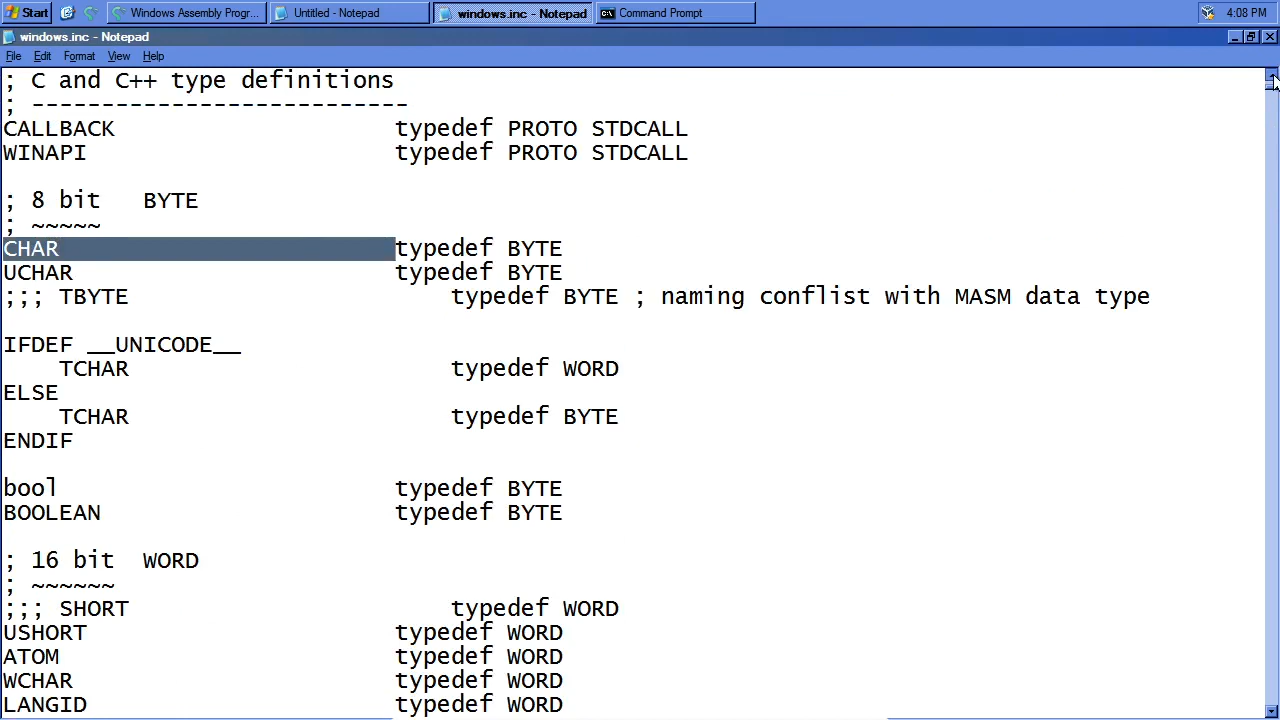 Start Windows Assembly Progr... Untitled - Notepad windows.inc - Notepad Command Prompt 4:08 PM
windows.inc - Notepad
File Edit Format View Help
; C and C++ type definitions
; ---------------------------
CALLBACK typedef PROTO STDCALL
WINAPI typedef PROTO STDCALL
; 8 bit BYTE
; ~~~~~
CHAR typedef BYTE
UCHAR typedef BYTE
;;; TBYTE typedef BYTE ; naming conflist with MASM data type
IFDEF __UNICODE__
TCHAR typedef WORD
ELSE
TCHAR typedef BYTE
ENDIF
bool typedef BYTE
BOOLEAN typedef BYTE
; 16 bit WORD
; ~~~~~~
;;; SHORT typedef WORD
USHORT typedef WORD
ATOM typedef WORD
WCHAR typedef WORD
LANGID typedef WORD